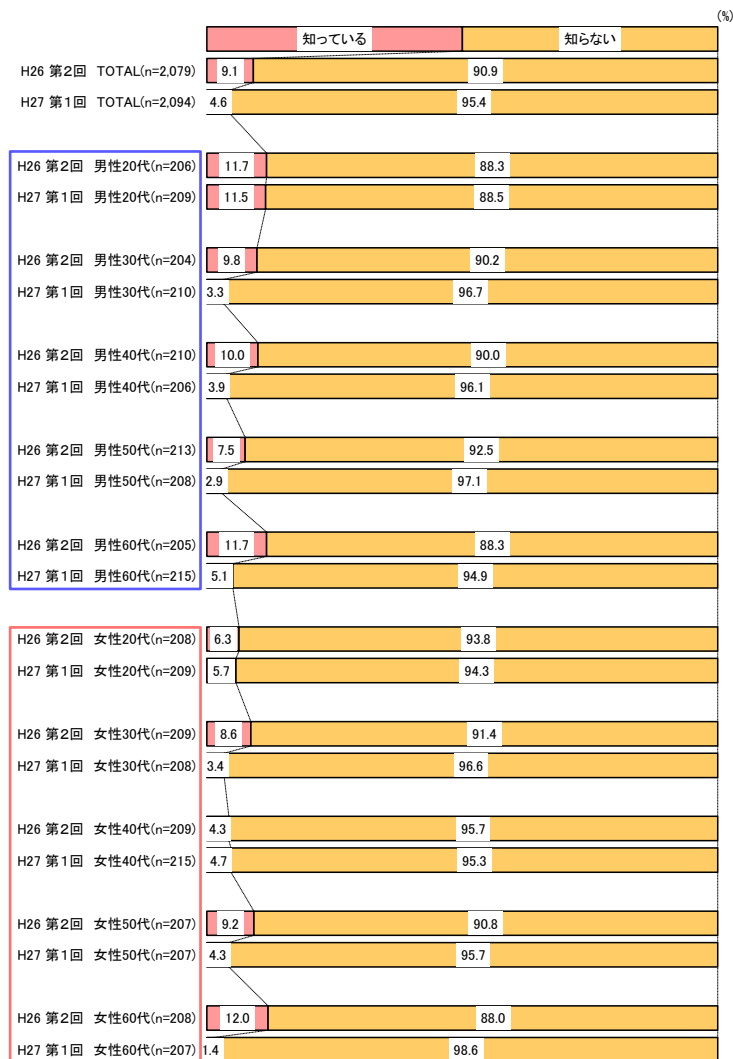 (%)
知っている 知らない
H26 第2回 TOTAL(n=2,079) 9.1 90.9
H27 第1回 TOTAL(n=2,094) 4.6 95.4
H26 第2回 男性20代(n=206) 11.7 88.3
H27 第1回 男性20代(n=209) 11.5 88.5
H26 第2回 男性30代(n=204) 9.8 90.2
H27 第1回 男性30代(n=210) 3.3 96.7
H26 第2回 男性40代(n=210) 10.0 90.0
H27 第1回 男性40代(n=206) 3.9 96.1
H26 第2回 男性50代(n=213) 7.5 92.5
H27 第1回 男性50代(n=208) 2.9 97.1
H26 第2回 男性60代(n=205) 11.7 88.3
H27 第1回 男性60代(n=215) 5.1 94.9
H26 第2回 女性20代(n=208) 6.3 93.8
H27 第1回 女性20代(n=209) 5.7 94.3
H26 第2回 女性30代(n=209) 8.6 91.4
H27 第1回 女性30代(n=208) 3.4 96.6
H26 第2回 女性40代(n=209) 4.3 95.7
H27 第1回 女性40代(n=215) 4.7 95.3
H26 第2回 女性50代(n=207) 9.2 90.8
H27 第1回 女性50代(n=207) 4.3 95.7
H26 第2回 女性60代(n=208) 12.0 88.0
H27 第1回 女性60代(n=207) 1.4 98.6